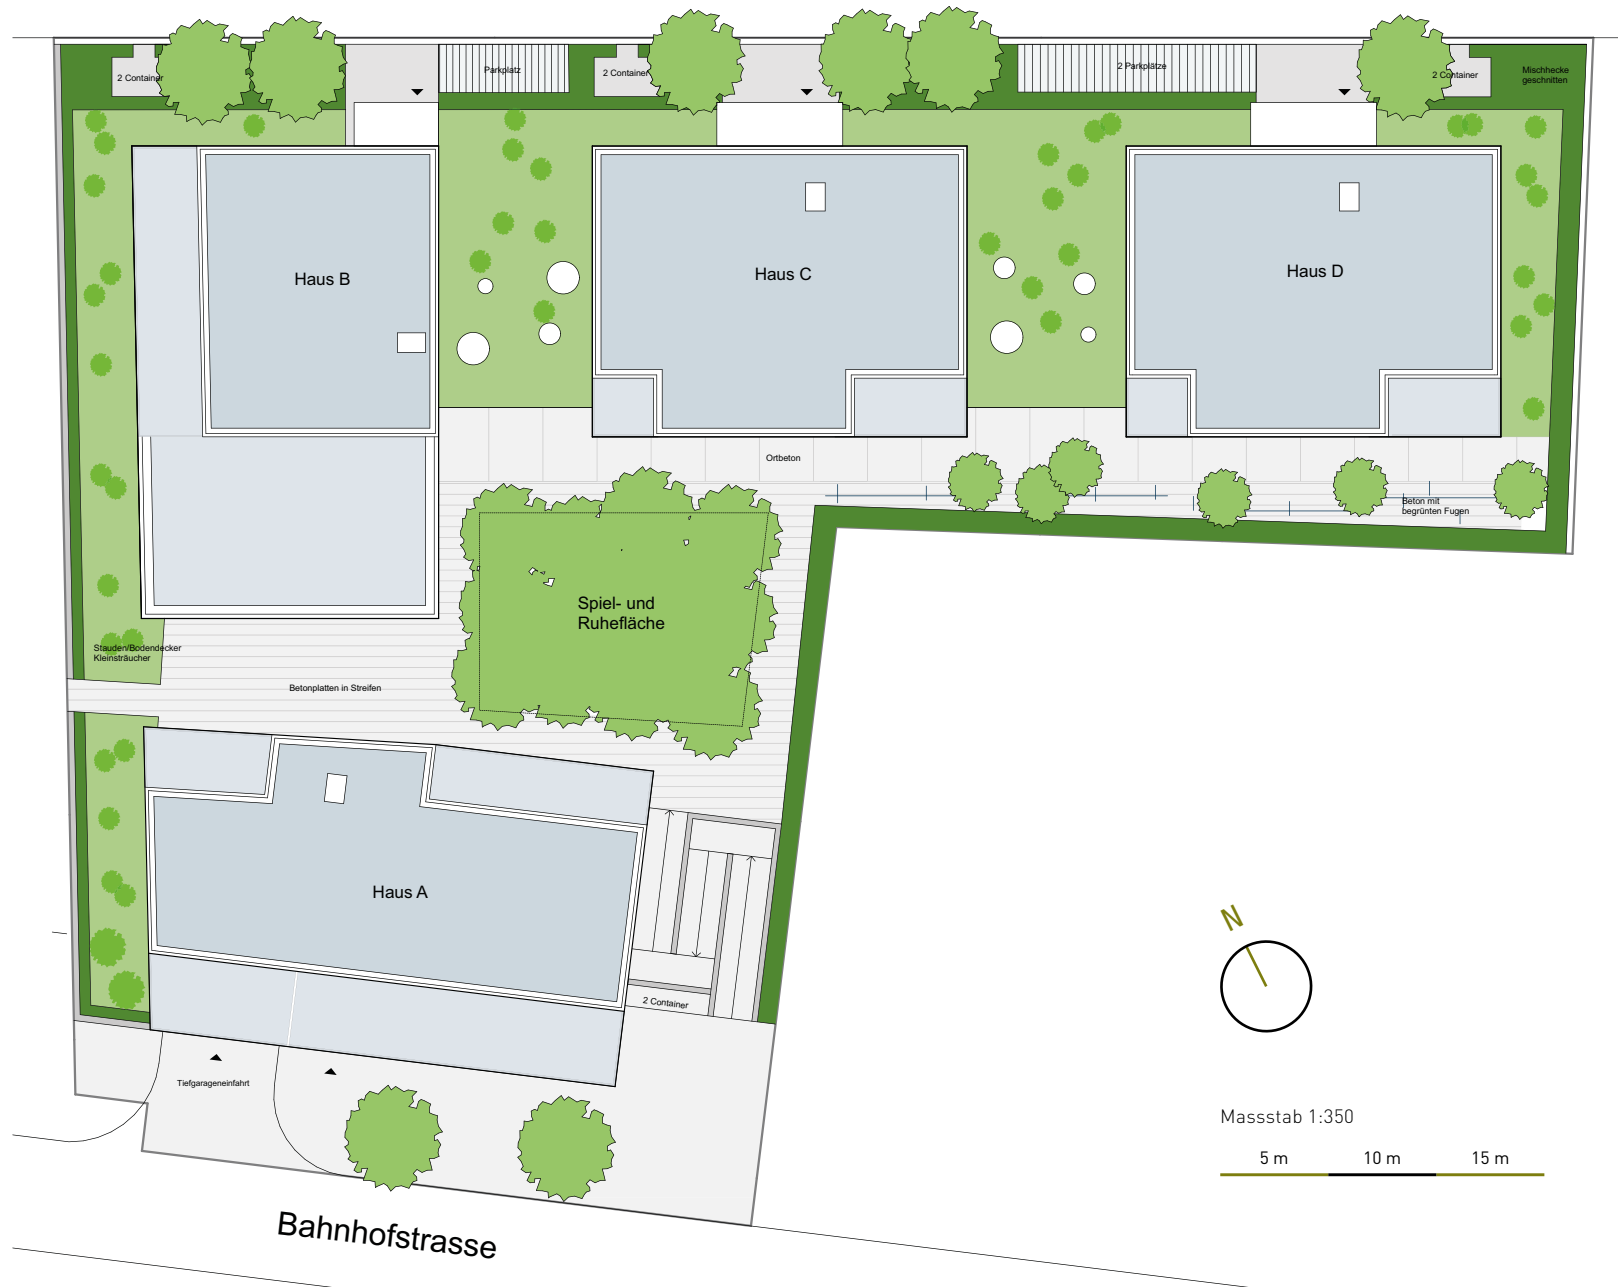 2 Container
Parkplatz
2 Container
2 Parkplätze
2 Container
Mischhecke
geschnitten
Haus B
Haus C
Haus D
Ortbeton
Beton mit
begrünten Fugen
Spiel- und
Ruhefläche
Stauden/Bodendecker
Kleinsträucher
Betonplatten in Streifen
Haus A
2 Container
Tiefgarageneinfahrt
N
Massstab 1:350
5 m 10 m 15 m
Bahnhofstrasse